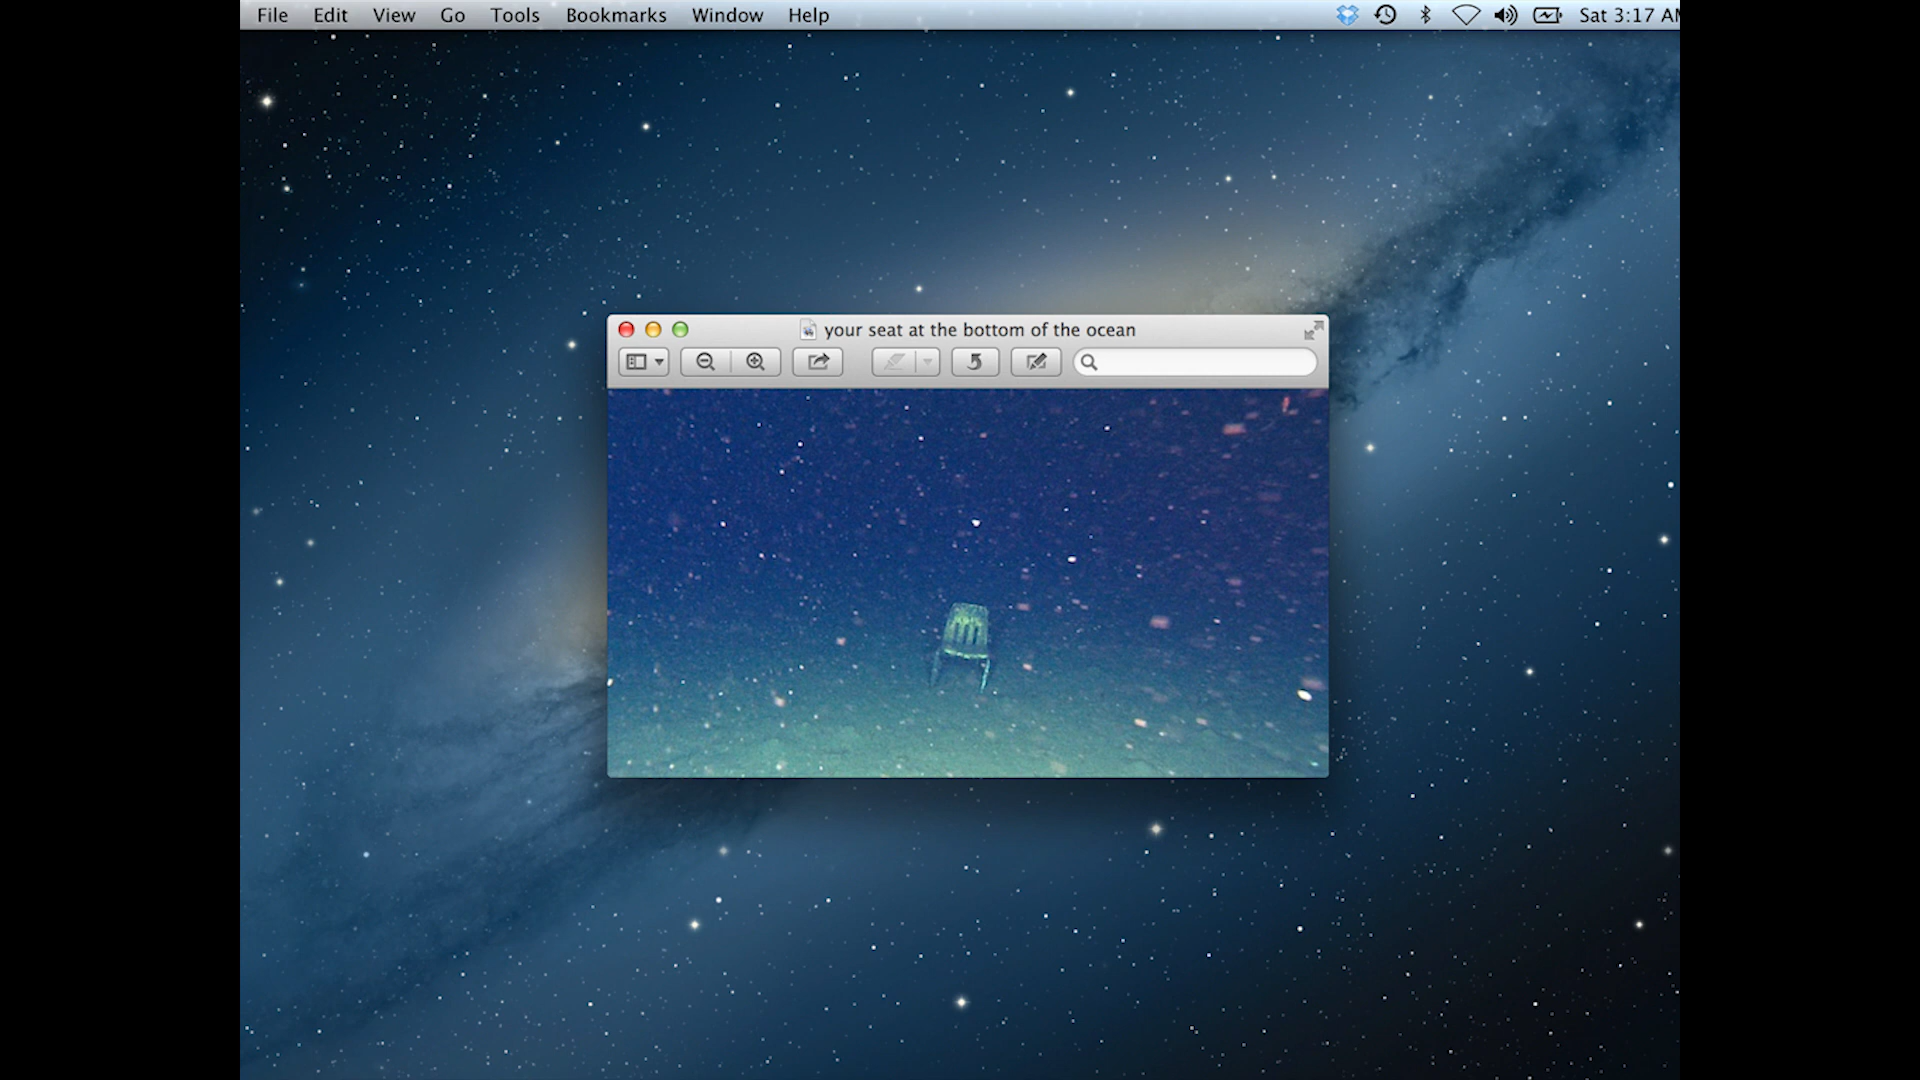 File Edit View Go Tools Bookmarks Window Help Sat 3:17
your seat at the bottom of the ocean